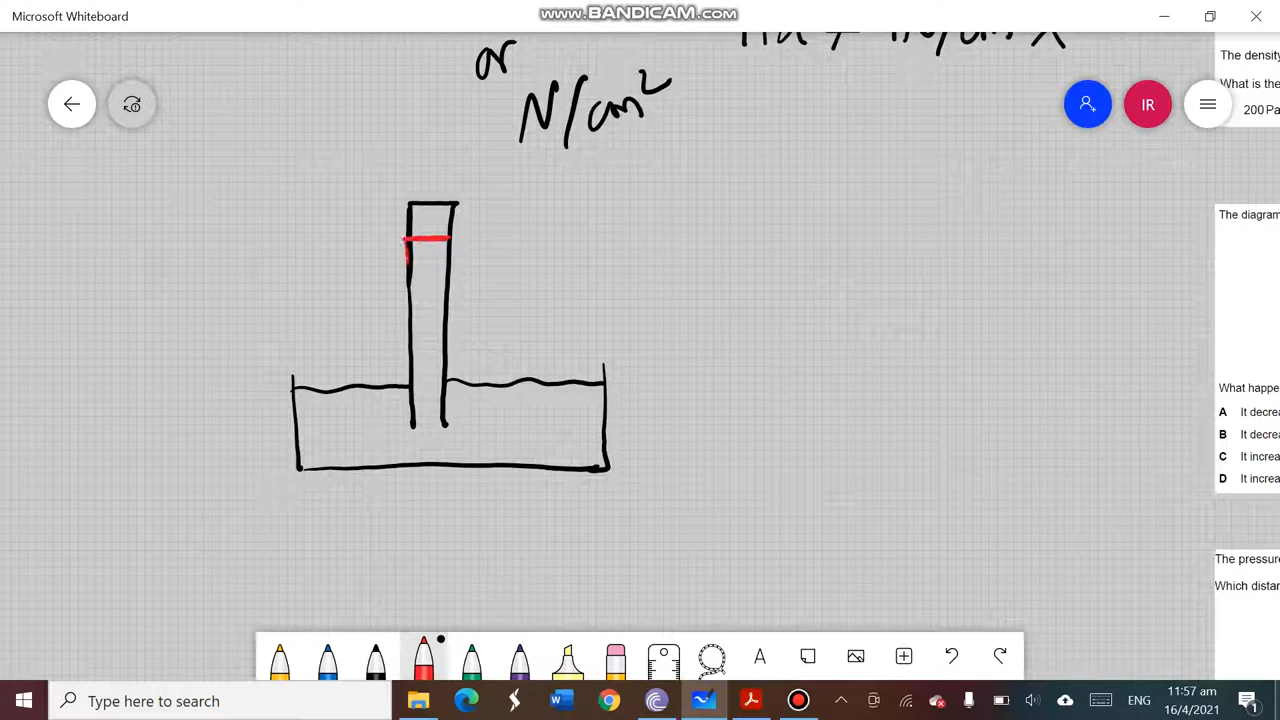 Microsoft Whiteboard
WWW.BANDICAM.COM
or
N/cm²
IR
The density
What is the
200 Pa
The diagram
What happe
A It decrea
B It decrea
C It increa
D It increa
The pressure
Which distan
A
Type here to search
ENG
11:57 am
16/4/2021
1